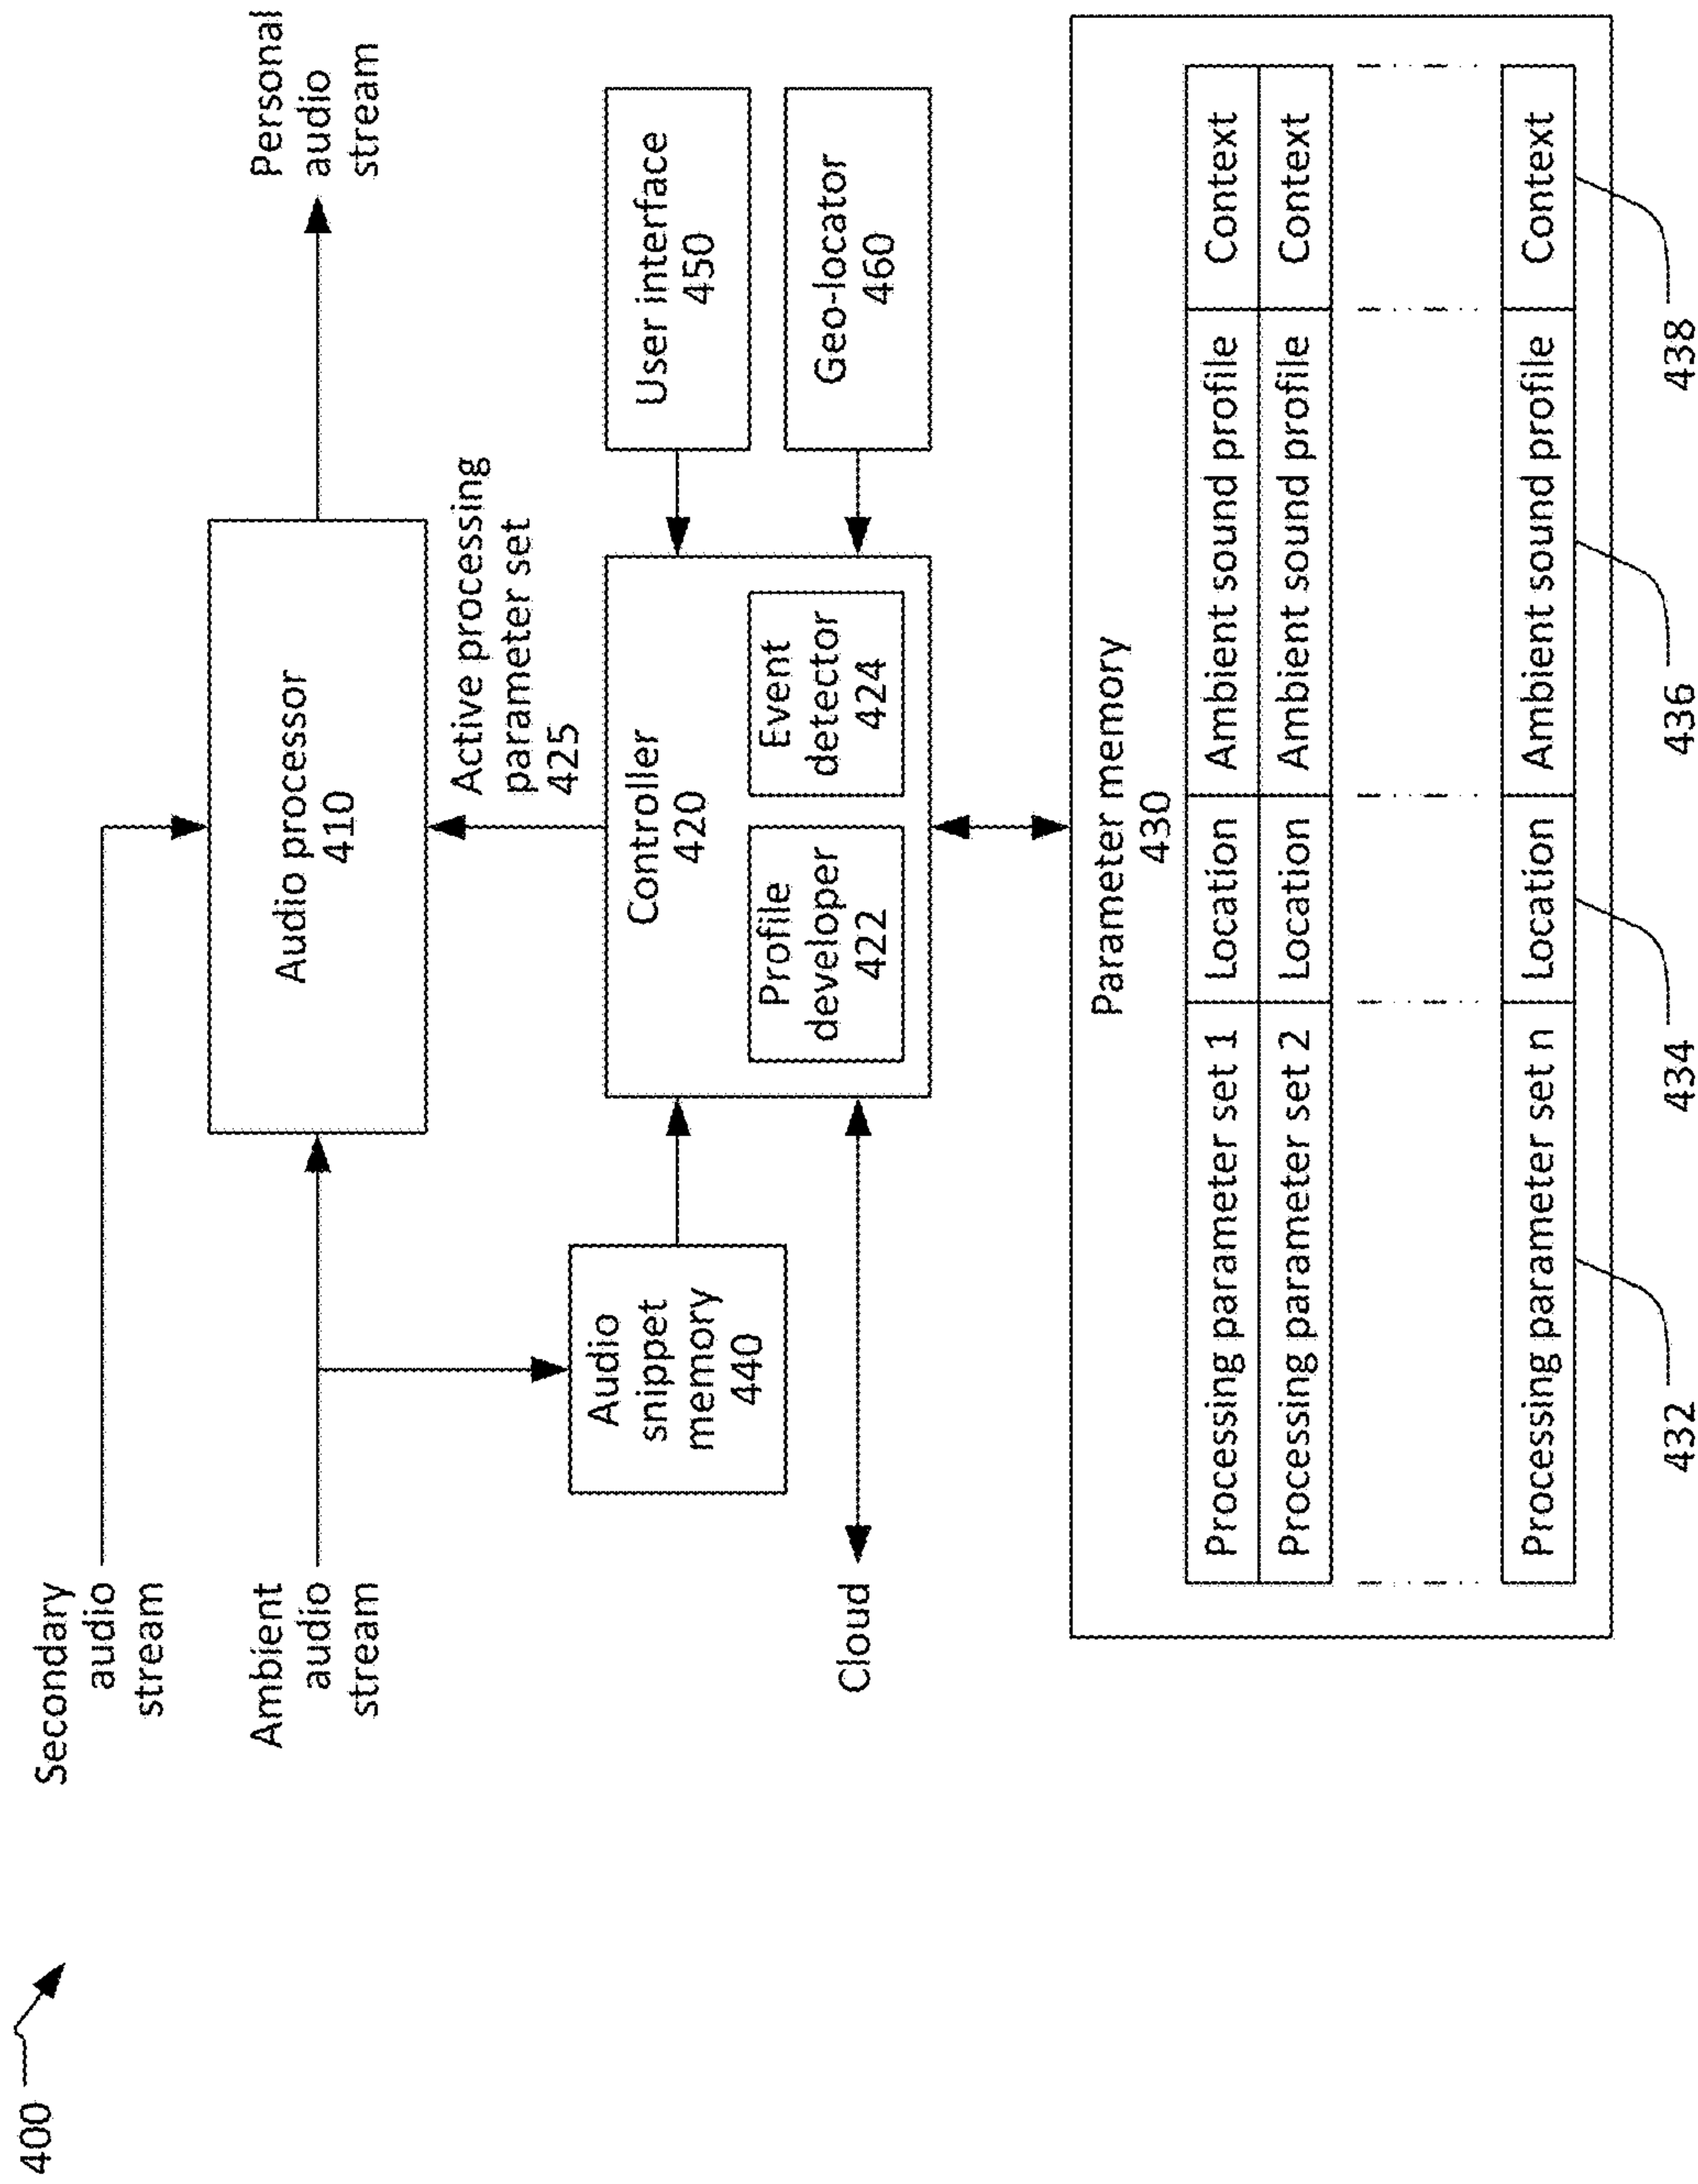 400
Secondary
audio
stream
Ambient
audio
stream
Personal
audio
stream
Audio processor
410
Active processing
parameter set
425
Audio
snippet
memory
440
Controller
420
Profile
developer
422
Event
detector
424
User interface
450
Geo-locator
460
Cloud
Parameter memory
430
Processing parameter set 1 Location Ambient sound profile Context
Processing parameter set 2 Location Ambient sound profile Context
Processing parameter set n Location Ambient sound profile Context
432 434 436 438